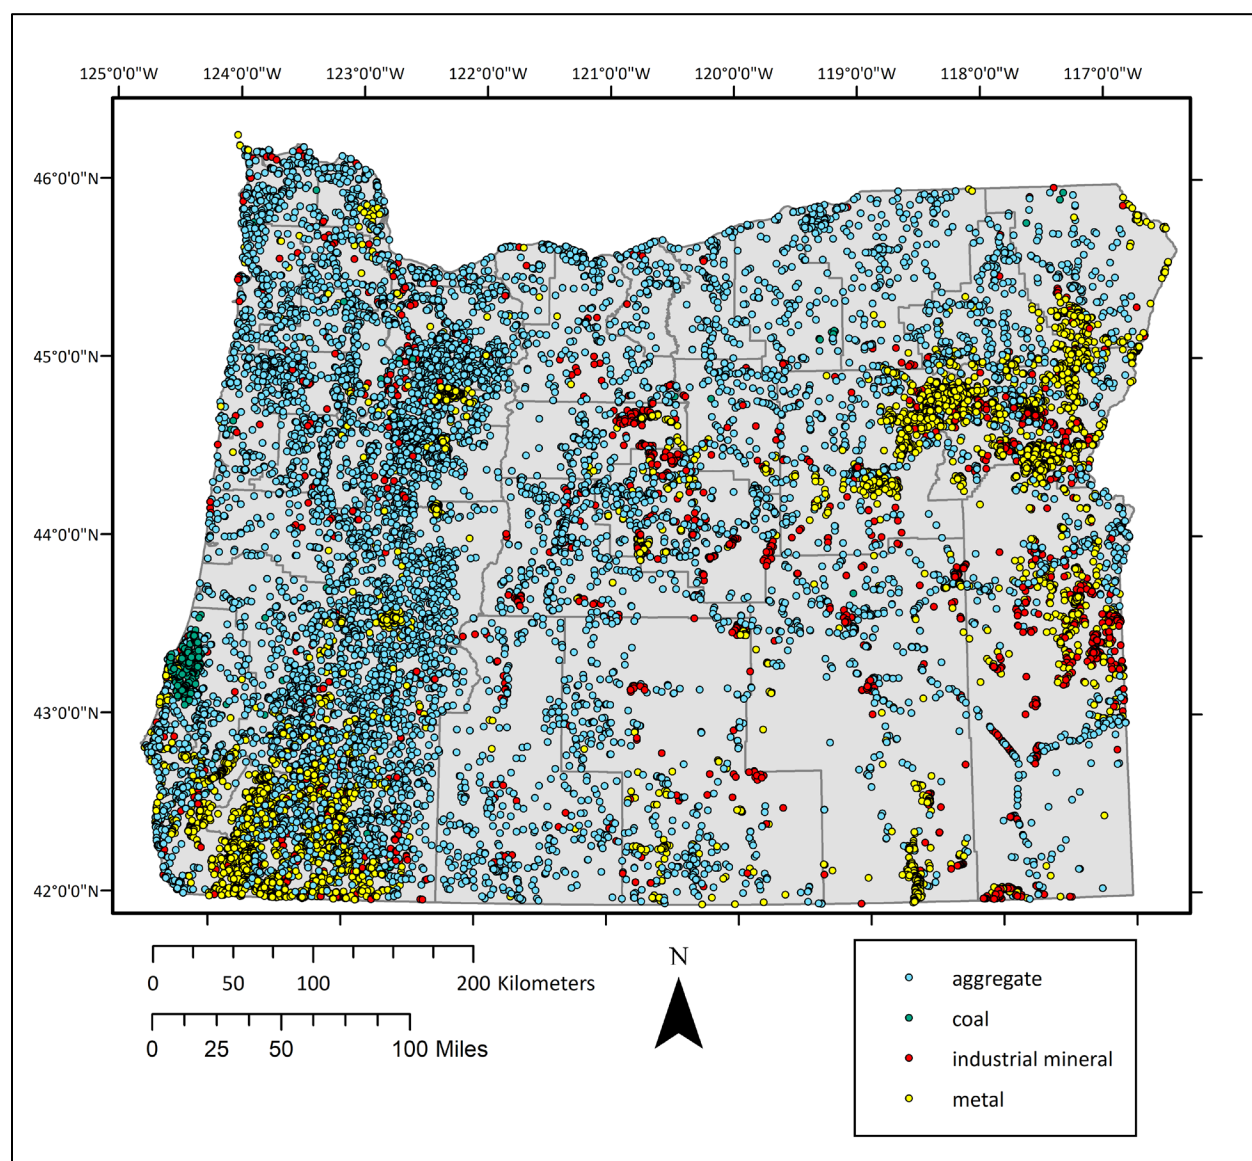 125°0'0"W 124°0'0"W 123°0'0"W 122°0'0"W 121°0'0"W 120°0'0"W 119°0'0"W 118°0'0"W 117°0'0"W
46°0'0"N
45°0'0"N
44°0'0"N
43°0'0"N
42°0'0"N
0 50 100 200 Kilometers
0 25 50 100 Miles
N
aggregate
coal
industrial mineral
metal